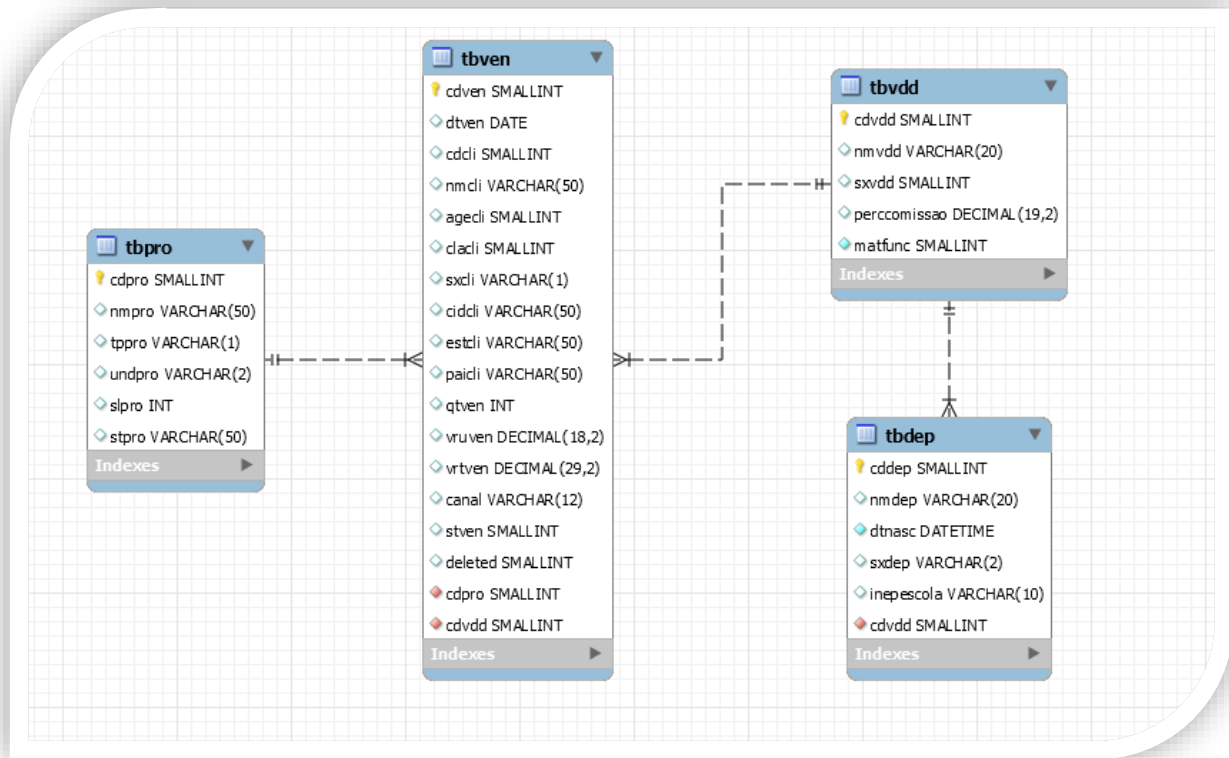 tbpro
cdpro SMALLINT
nmpro VARCHAR(50)
tppro VARCHAR(1)
undpro VARCHAR(2)
slpro INT
stpro VARCHAR(50)
Indexes
tbven
cdven SMALLINT
dtven DATE
cdcli SMALLINT
nmcli VARCHAR(50)
agecli SMALLINT
clacli SMALLINT
sxcli VARCHAR(1)
cidcli VARCHAR(50)
estcli VARCHAR(50)
paicli VARCHAR(50)
qtven INT
vruven DECIMAL(18,2)
vrtven DECIMAL(29,2)
canal VARCHAR(12)
stven SMALLINT
deleted SMALLINT
cdpro SMALLINT
cdvdd SMALLINT
Indexes
tbvdd
cdvdd SMALLINT
nmvdd VARCHAR(20)
sxvdd SMALLINT
perccomissao DECIMAL(19,2)
matfunc SMALLINT
Indexes
tbdep
cddep SMALLINT
nmdep VARCHAR(20)
dtnasc DATETIME
sxdep VARCHAR(2)
inepescola VARCHAR(10)
cdvdd SMALLINT
Indexes